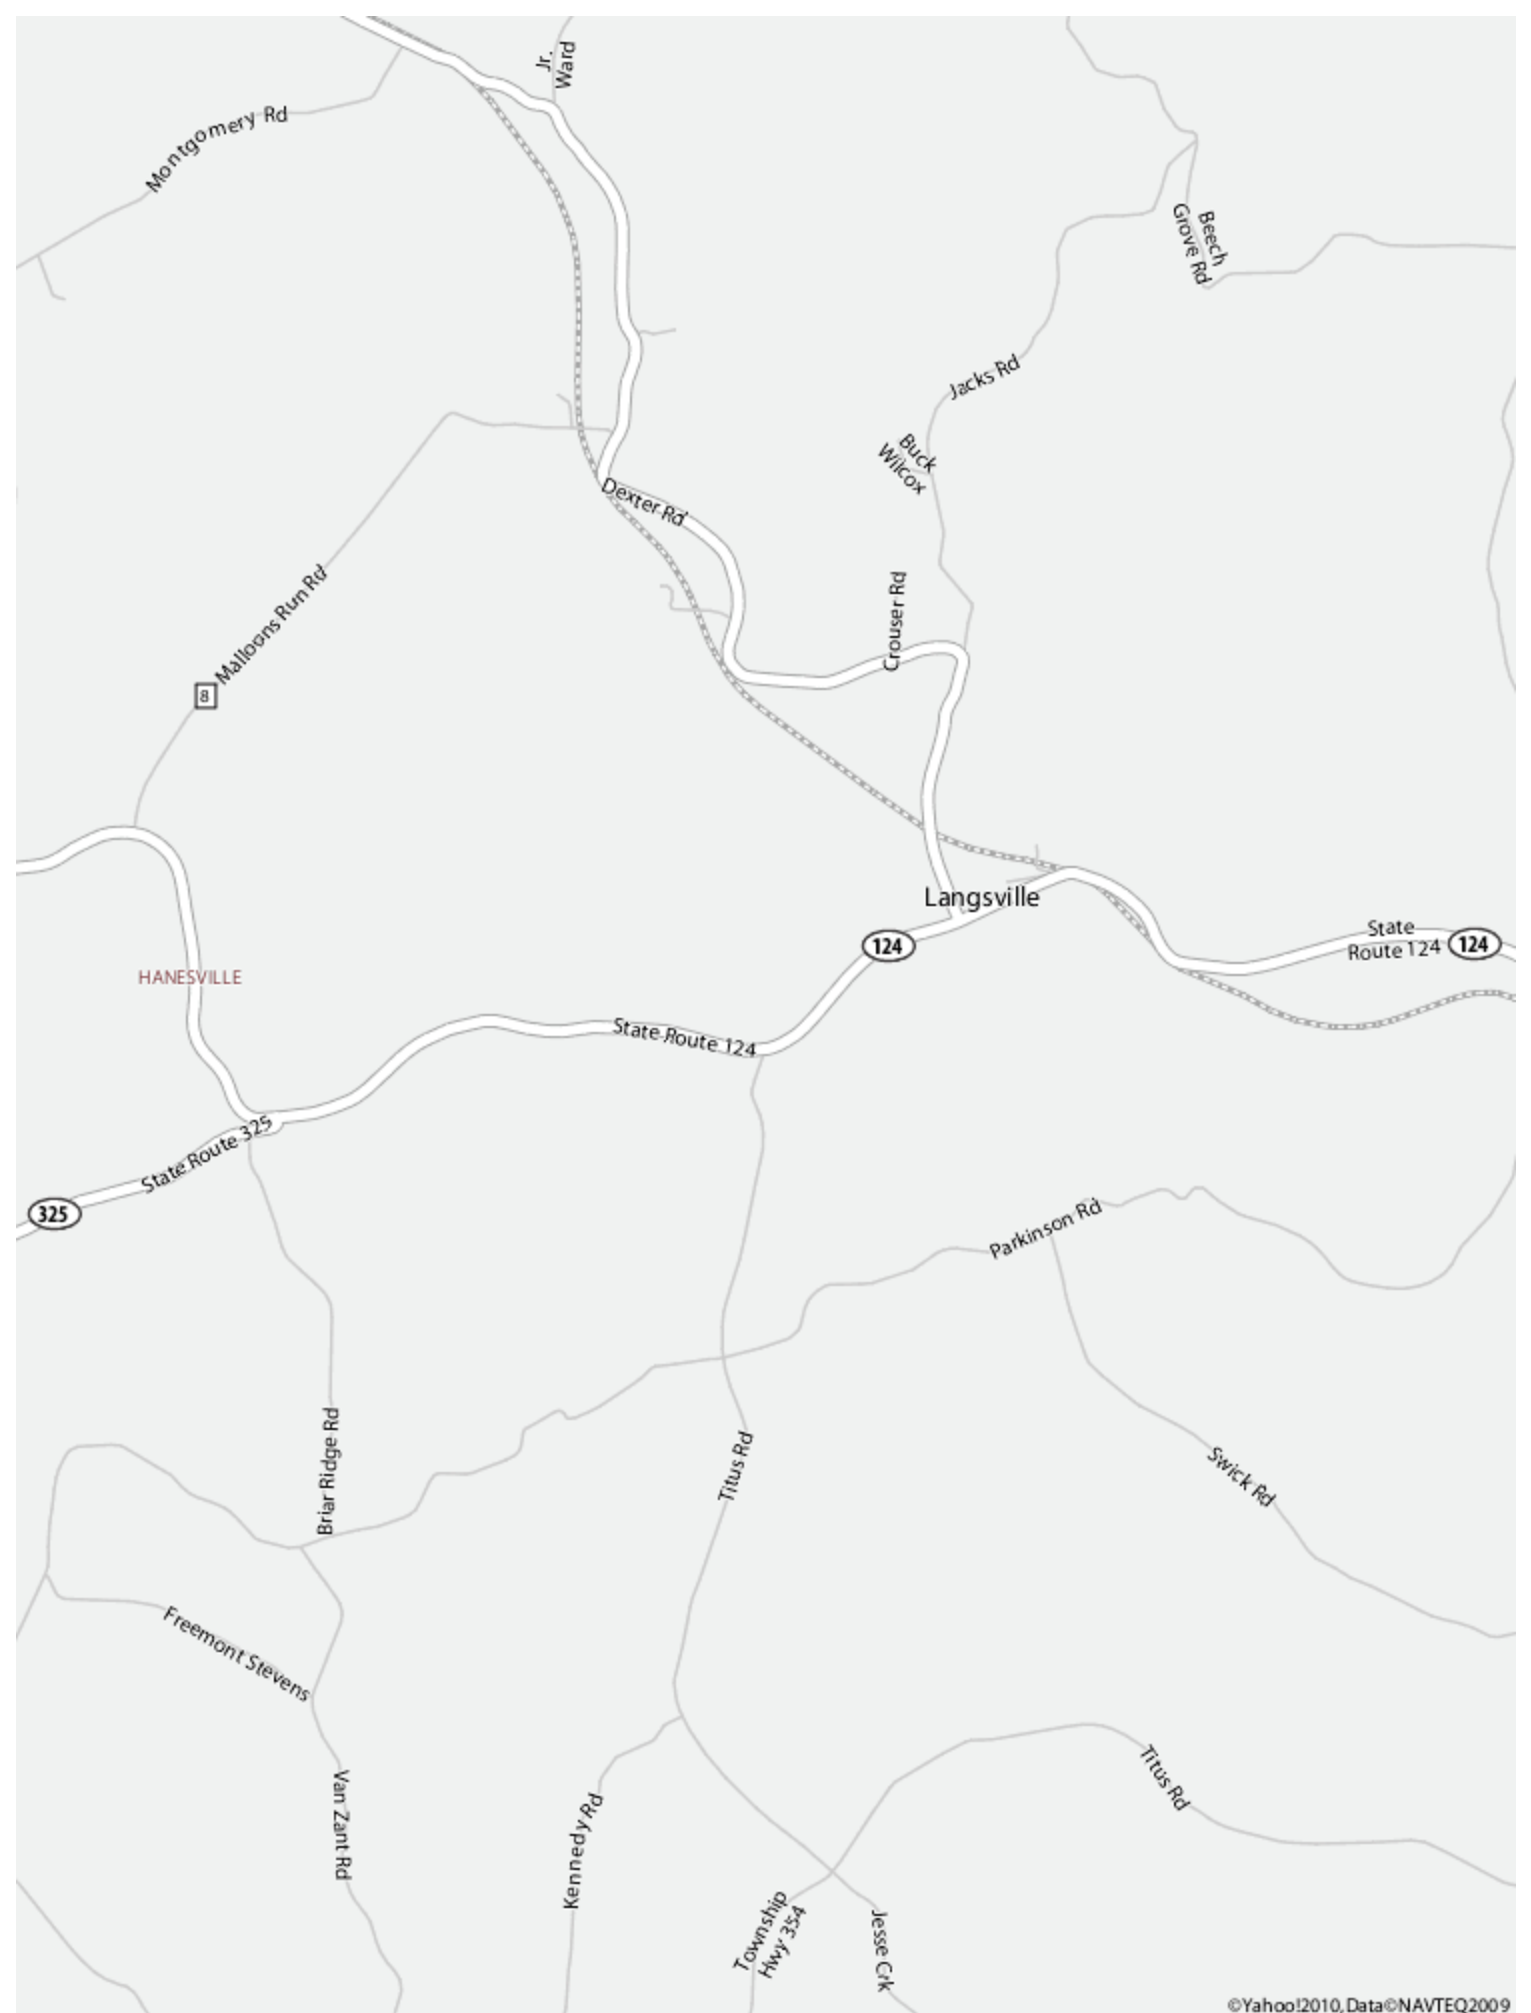 Jr.
Ward
Montgomery Rd
Beech
Grove Rd
Jacks Rd
Buck
Wilcox
Dexter Rd
Crouser Rd
Malloons Run Rd
8
Langsville
124
State
Route 124
124
HANESVILLE
State Route 124
State Route 325
325
Parkinson Rd
Briar Ridge Rd
Titus Rd
Swick Rd
Freemont Stevens
Van Zant Rd
Kennedy Rd
Titus Rd
Township
Hwy 354
Jesse Crk
©Yahoo!2010, Data©NAVTEQ2009